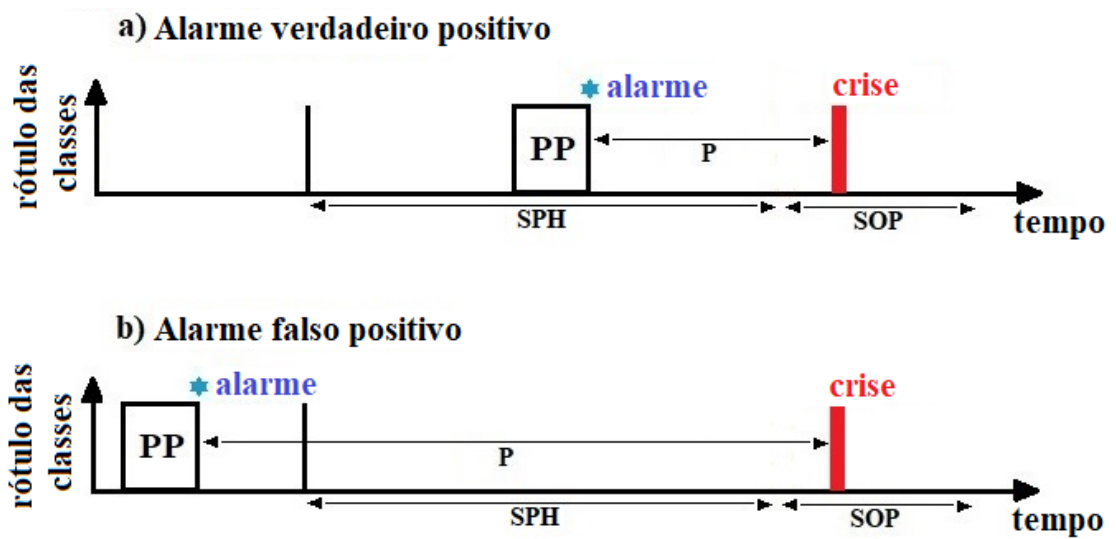 a) Alarme verdadeiro positivo
rótulo das
classes
alarme
crise
PP
P
SPH
SOP
tempo
b) Alarme falso positivo
rótulo das
classes
alarme
crise
PP
P
SPH
SOP
tempo